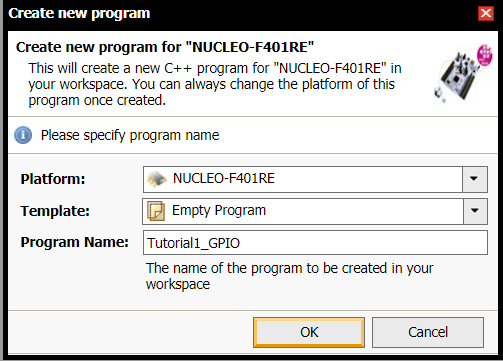 Create new program
Create new program for "NUCLEO-F401RE"
This will create a new C++ program for "NUCLEO-F401RE" in
your workspace. You can always change the platform of this
program once created.
Please specify program name
Platform: NUCLEO-F401RE
Template: Empty Program
Program Name: Tutorial1_GPIO
The name of the program to be created in your
workspace
OK Cancel